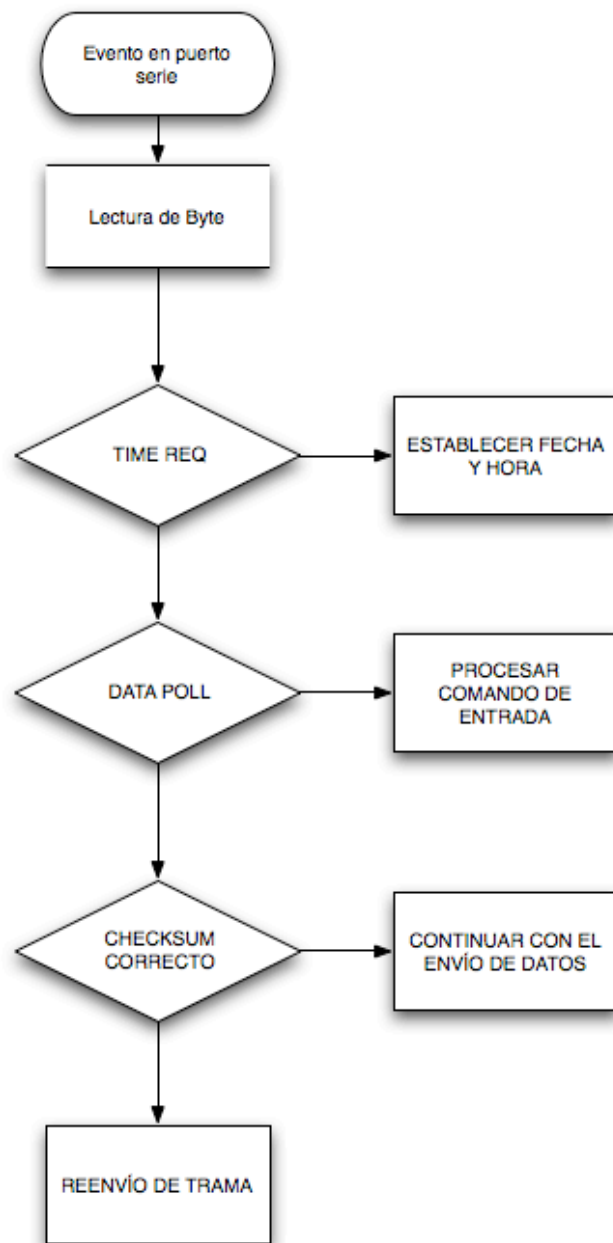 Evento en puerto
serie
Lectura de Byte
TIME REQ
ESTABLECER FECHA
Y HORA
DATA POLL
PROCESAR
COMANDO DE
ENTRADA
CHECKSUM
CORRECTO
CONTINUAR CON EL
ENVÍO DE DATOS
REENVÍO DE TRAMA